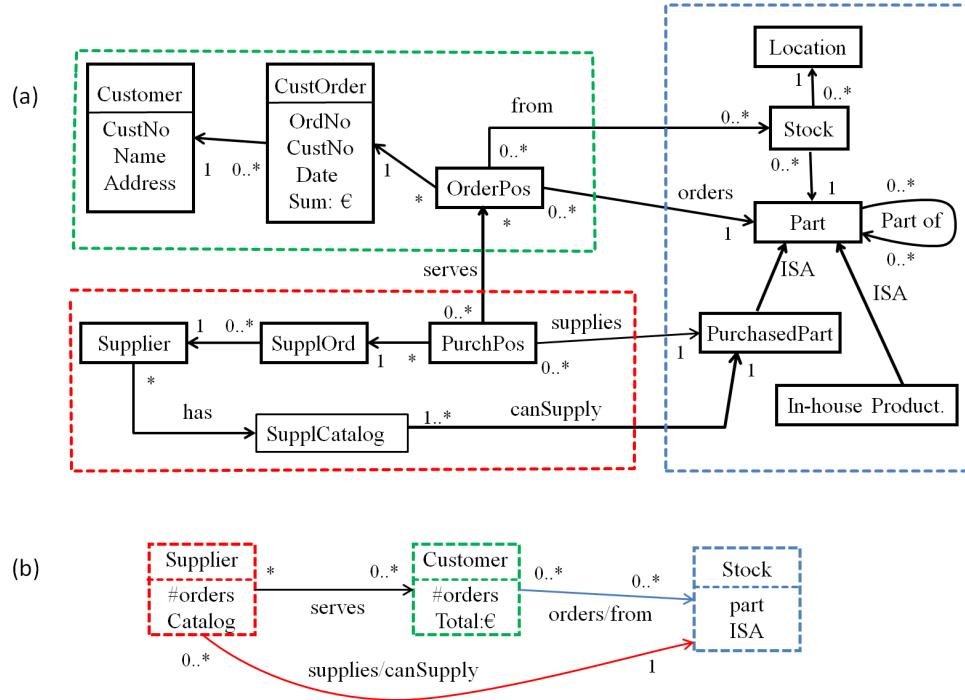 (a)
Customer
CustNo
Name
Address
1
0..*
CustOrder
OrdNo
CustNo
Date
Sum: €
1
*
OrderPos
0..*
from
0..*
0..*
orders
1
*
serves
0..*
Location
1
0..*
Stock
0..*
1
Part
0..*
Part of
0..*
ISA
ISA
PurchasedPart
In-house Product.
Supplier
1
0..*
SupplOrd
1
*
PurchPos
0..*
supplies
1
*
has
SupplCatalog
1..*
canSupply
1
(b)
Supplier
#orders
Catalog
*
serves
0..*
Customer
#orders
Total:€
0..*
orders/from
0..*
Stock
part
ISA
0..*
supplies/canSupply
1